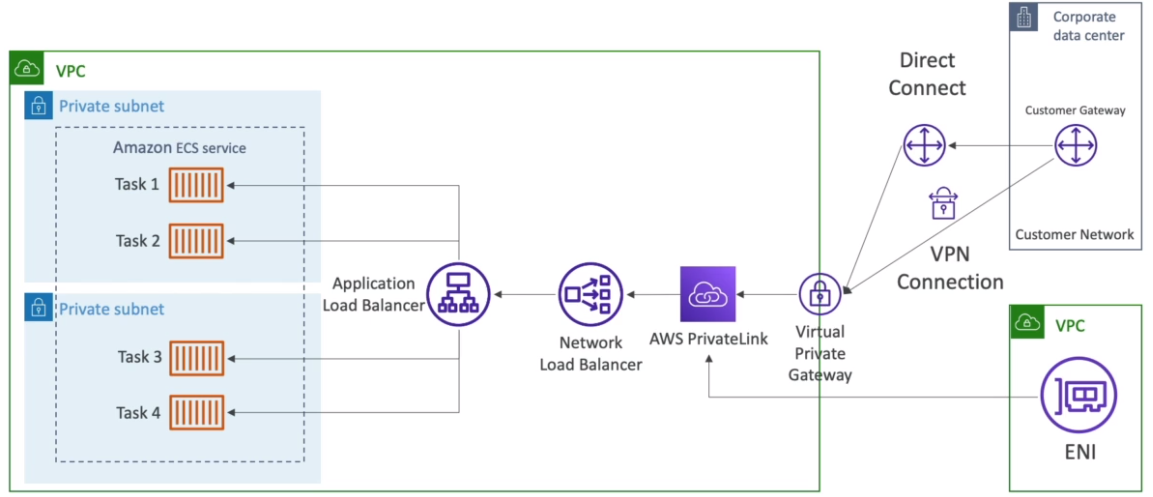 VPC
Private subnet
Amazon ECS service
Task 1
Task 2
Private subnet
Task 3
Task 4
Application
Load Balancer
Network
Load Balancer
AWS PrivateLink
Virtual
Private
Gateway
Direct
Connect
VPN
Connection
Corporate
data center
Customer Gateway
Customer Network
VPC
ENI